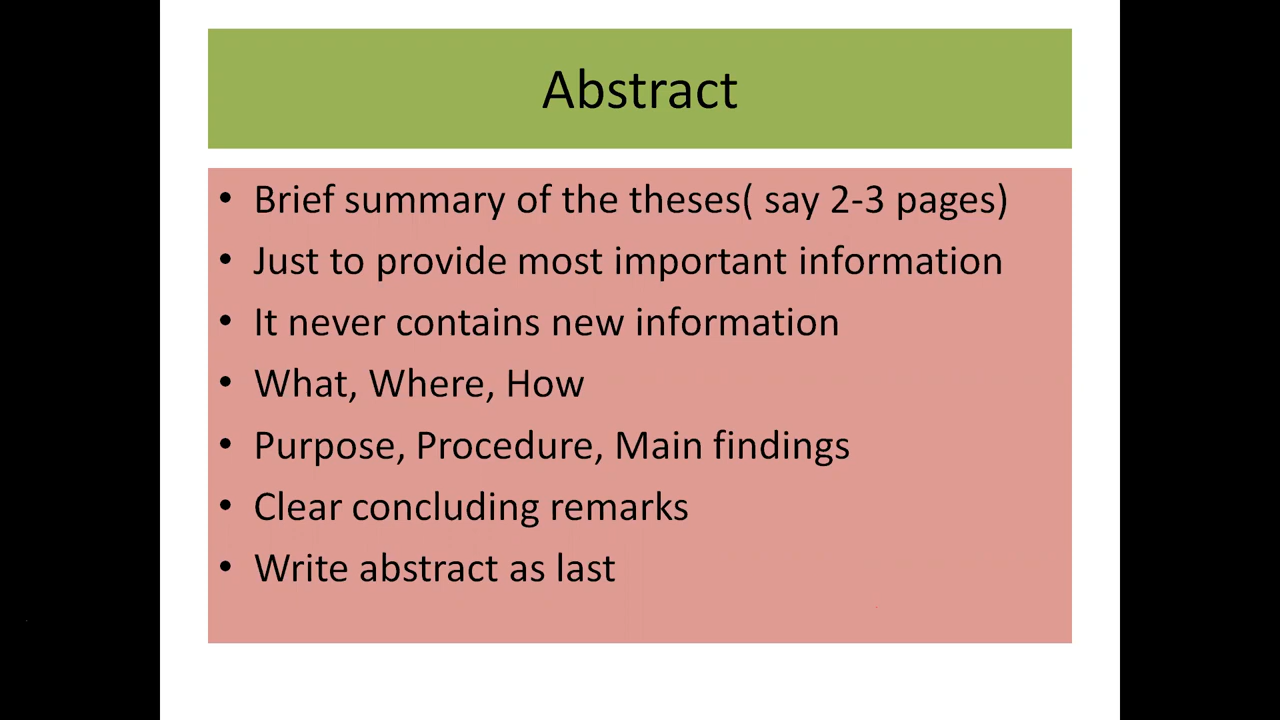 Abstract
• Brief summary of the theses( say 2-3 pages)
• Just to provide most important information
• It never contains new information
• What, Where, How
• Purpose, Procedure, Main findings
• Clear concluding remarks
• Write abstract as last